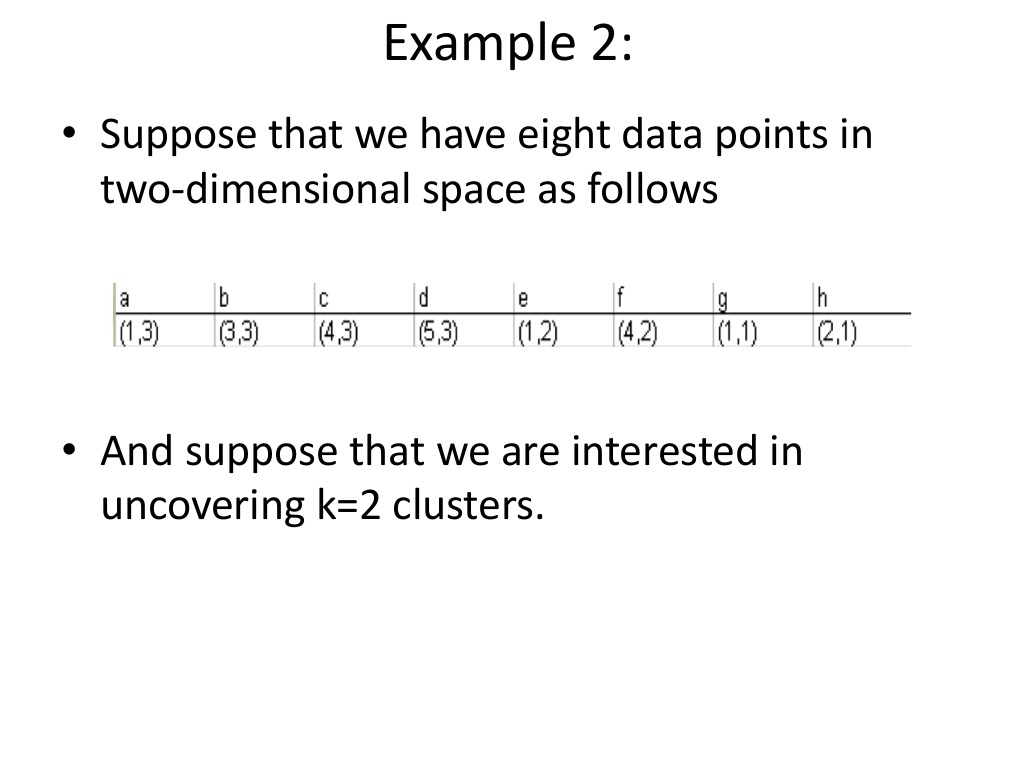 Example 2:
• Suppose that we have eight data points in
two-dimensional space as follows
a b c d e f g h
(1,3) (3,3) (4,3) (5,3) (1,2) (4,2) (1,1) (2,1)
• And suppose that we are interested in
uncovering k=2 clusters.